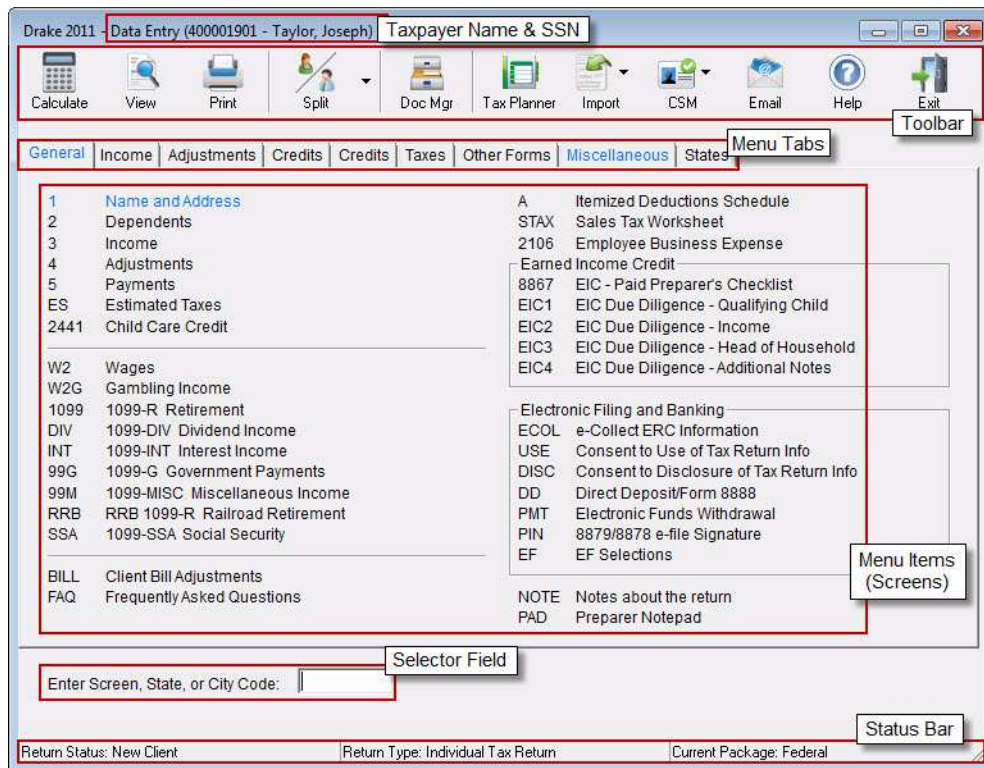 Drake 2011 - Data Entry (400001901 - Taylor, Joseph)
Taxpayer Name & SSN
Calculate View Print Split Doc Mgr Tax Planner Import CSM Email Help Exit
Toolbar
General Income Adjustments Credits Credits Taxes Other Forms Miscellaneous States
Menu Tabs
1 Name and Address
2 Dependents
3 Income
4 Adjustments
5 Payments
ES Estimated Taxes
2441 Child Care Credit
W2 Wages
W2G Gambling Income
1099 1099-R Retirement
DIV 1099-DIV Dividend Income
INT 1099-INT Interest Income
99G 1099-G Government Payments
99M 1099-MISC Miscellaneous Income
RRB RRB 1099-R Railroad Retirement
SSA 1099-SSA Social Security
BILL Client Bill Adjustments
FAQ Frequently Asked Questions
A Itemized Deductions Schedule
STAX Sales Tax Worksheet
2106 Employee Business Expense
Earned Income Credit
8867 EIC - Paid Preparer's Checklist
EIC1 EIC Due Diligence - Qualifying Child
EIC2 EIC Due Diligence - Income
EIC3 EIC Due Diligence - Head of Household
EIC4 EIC Due Diligence - Additional Notes
Electronic Filing and Banking
ECOL e-Collect ERC Information
USE Consent to Use of Tax Return Info
DISC Consent to Disclosure of Tax Return Info
DD Direct Deposit/Form 8888
PMT Electronic Funds Withdrawal
PIN 8879/8878 e-file Signature
EF EF Selections
NOTE Notes about the return
PAD Preparer Notepad
Menu Items
(Screens)
Selector Field
Enter Screen, State, or City Code:
Status Bar
Return Status: New Client Return Type: Individual Tax Return Current Package: Federal